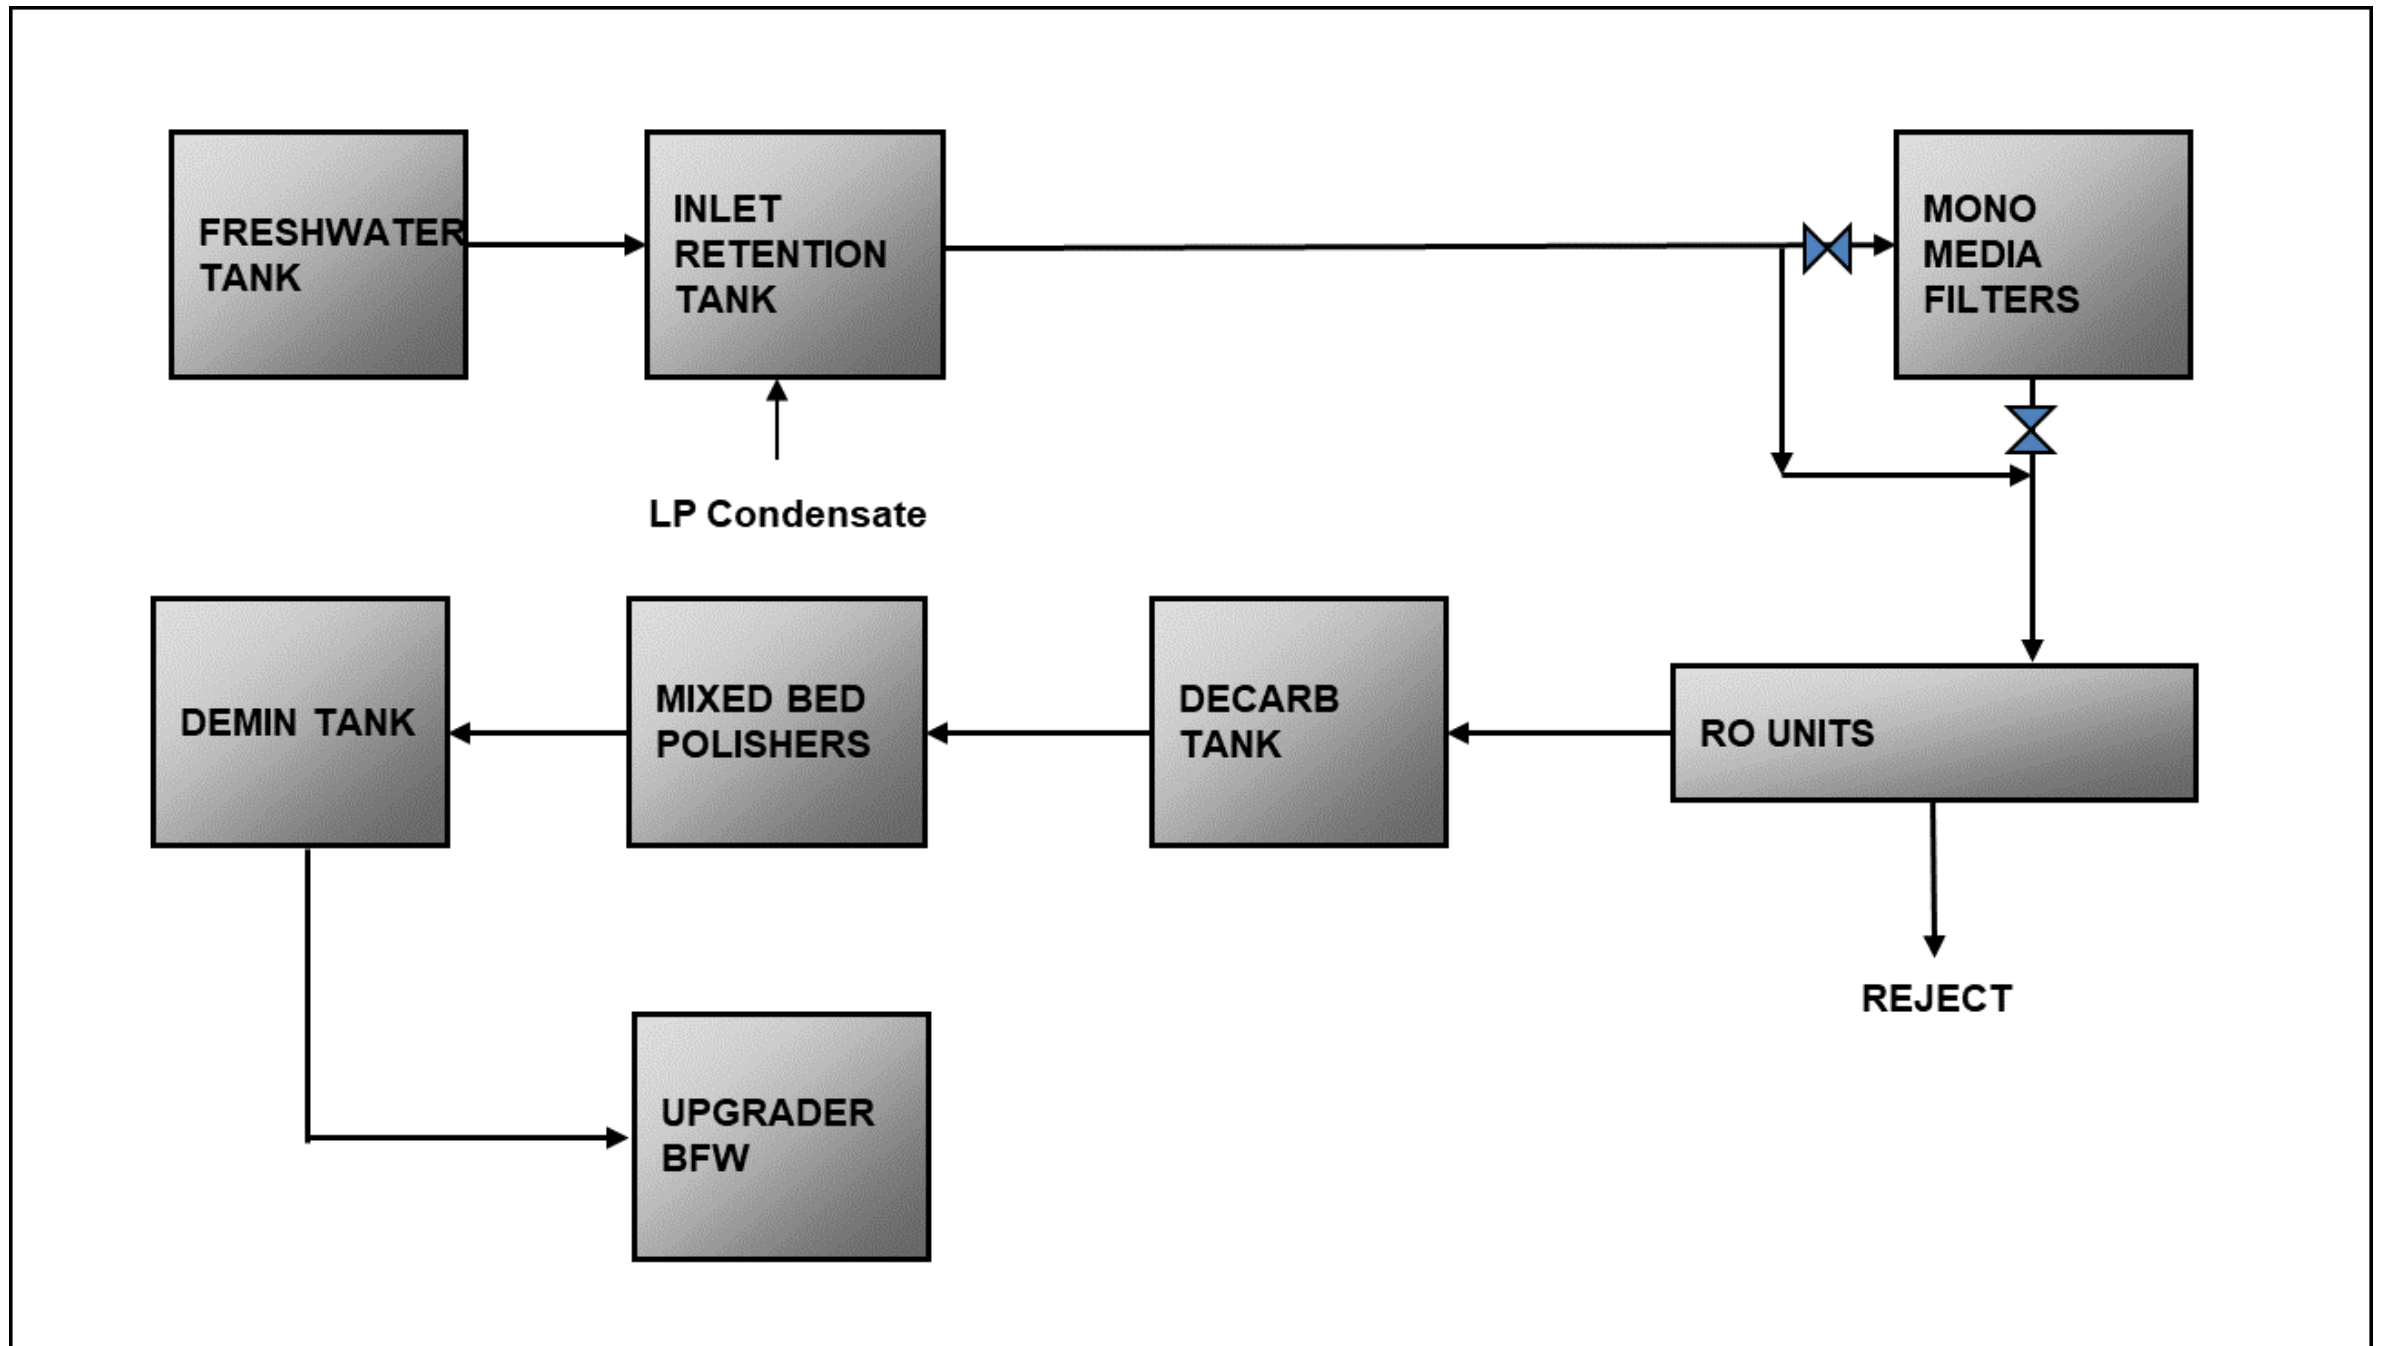 FRESHWATER
TANK
INLET
RETENTION
TANK
MONO
MEDIA
FILTERS
LP Condensate
DEMIN TANK
MIXED BED
POLISHERS
DECARB
TANK
RO UNITS
REJECT
UPGRADER
BFW